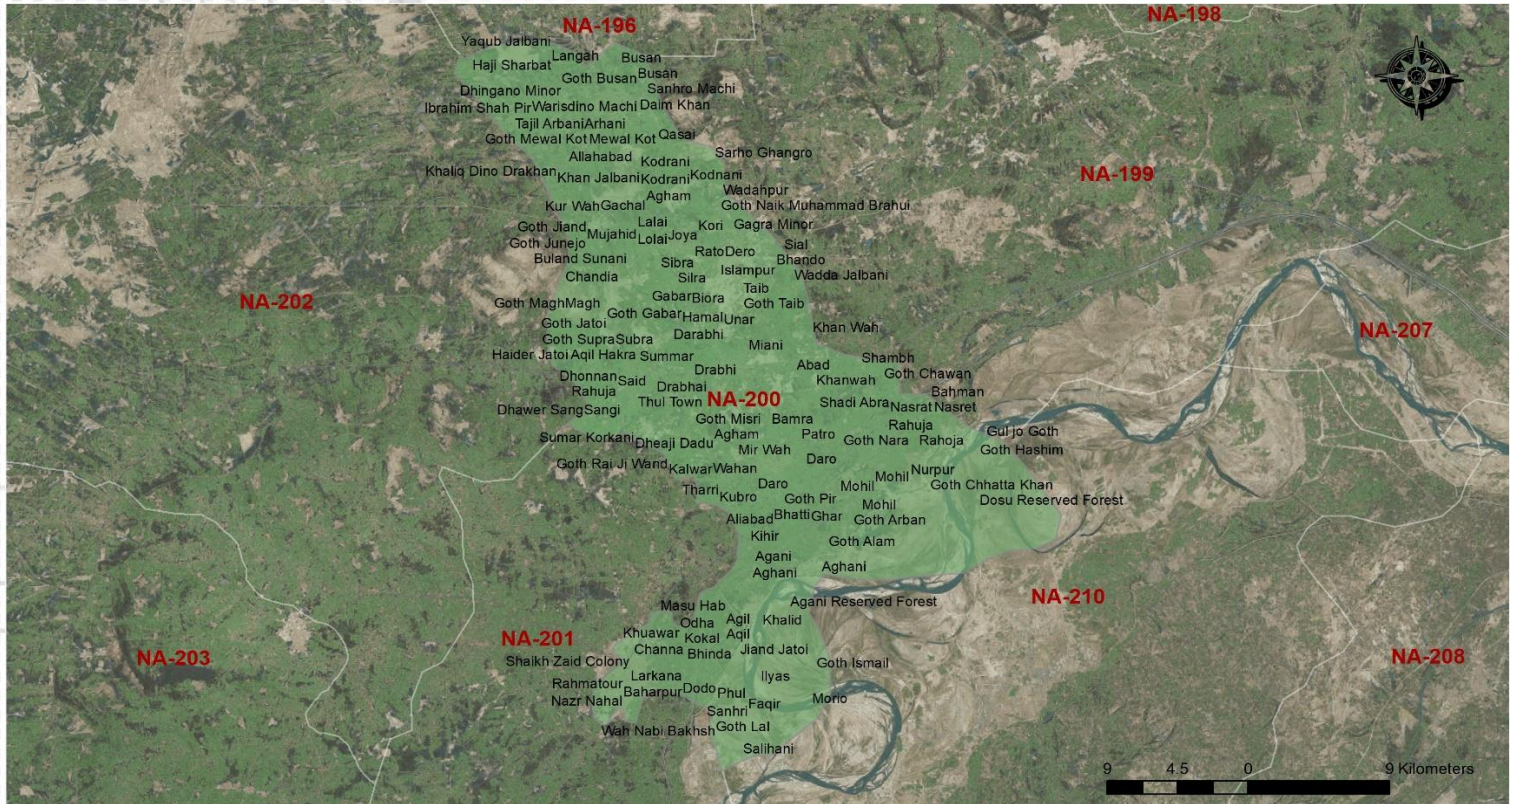 NA-198
NA-196
Yaqub Jalbani
Langah
Busan
Haji Sharbat
Goth Busan
Busan
Dhingano Minor
Sanhro Machi
Ibrahim Shah Pir
Warisdino Machi
Daim Khan
Tajil Arbani
Arhani
Goth Mewal Kot
Mewal Kot
Qasai
Allahabad
Kodrani
Sarho Ghangro
NA-199
Khaliq Dino Drakhan
Khan Jalbani
Kodrani
Kodnani
Agham
Wadahpur
Kur Wah
Gachal
Goth Naik Muhammad Brahui
Goth Jiand
Lalai
Kori
Gagra Minor
Mujahid
Lolai
Joya
Goth Junejo
Sial
RatoDero
Buland Sunani
Sibra
Bhando
Chandia
Silra
Islampur
Wadda Jalbani
Taib
NA-202
Goth Magh
Magh
Gabar
Biora
Goth Taib
Goth Gabar
Hamal
Unar
Goth Jatoi
Khan Wah
NA-207
Goth Supra
Subra
Darabhi
Miani
Haider Jatoi
Aqil Hakra
Summar
Shambh
Abad
Drabhi
Goth Chawan
Dhonnan
Said
Drabhai
Khanwah
Rahuja
Bahman
Thul Town
NA-200
Shadi Abra
Nasrat
Nasret
Dhawer Sang
Sangi
Goth Misri
Bamra
Rahuja
Sumar Korkani
Dheaji Dadu
Agham
Patro
Goth Nara
Rahoja
Gul jo Goth
Mir Wah
Goth Hashim
Goth Rai Ji Wand
Kalwar
Wahan
Daro
Nurpur
Mohil
Tharri
Kubro
Daro
Mohil
Goth Chhatta Khan
Goth Pir
Mohil
Dosu Reserved Forest
Aliabad
Bhatti
Ghar
Goth Arban
Kihir
Goth Alam
Agani
Aghani
Aghani
NA-210
Masu Hab
Agani Reserved Forest
Odha
Agil
Khalid
NA-201
Khuawar
Kokal
Aqil
Channa
Bhinda
Jiand Jatoi
NA-203
Shaikh Zaid Colony
Goth Ismail
NA-208
Larkana
Ilyas
Rahmatour
Baharpur
Dodo
Phul
Nazr Nahal
Faqir
Morio
Sanhri
Wah Nabi Bakhsh
Goth Lal
Salihani
9 4.5 0 9 Kilometers